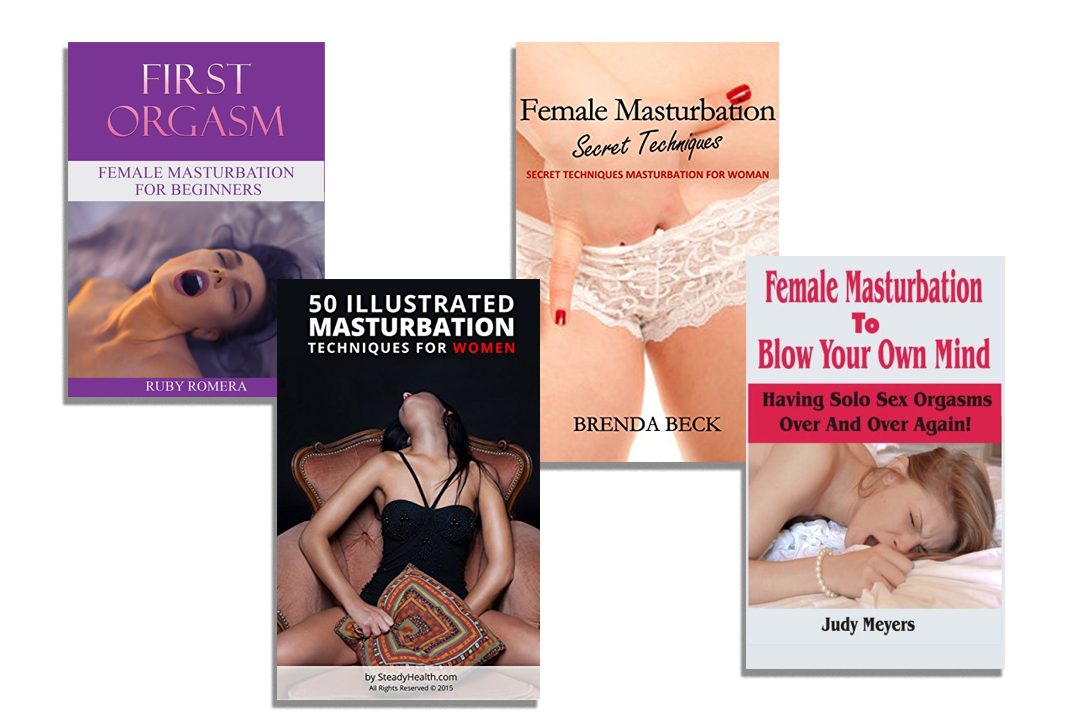 FIRST
ORGASM
FEMALE MASTURBATION
FOR BEGINNERS
RUBY ROMERA
50 ILLUSTRATED
MASTURBATION
TECHNIQUES FOR WOMEN
by SteadyHealth.com
All Rights Reserved © 2015
Female Masturbation
Secret Techniques
SECRET TECHNIQUES MASTURBATION FOR WOMAN
BRENDA BECK
Female Masturbation
To
Blow Your Own Mind
Having Solo Sex Orgasms
Over And Over Again!
Judy Meyers